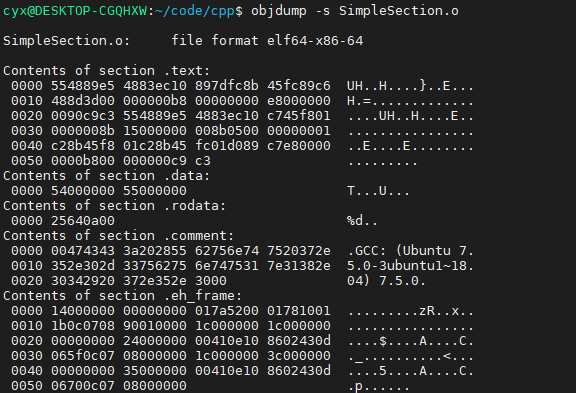 cyx@DESKTOP-CGQHXW:~/code/cpp$ objdump -s SimpleSection.o
SimpleSection.o:     file format elf64-x86-64
Contents of section .text:
 0000 554889e5 4883ec10 897dfc8b 45fc89c6  UH..H....}..E...
 0010 488d3d00 000000b8 00000000 e8000000  H.=.............
 0020 0090c9c3 554889e5 4883ec10 c745f801  ....UH..H....E..
 0030 0000008b 15000000 008b0500 00000001  ................
 0040 c28b45f8 01c28b45 fc01d089 c7e80000  ..E....E........
 0050 0000b800 000000c9 c3                 .........
Contents of section .data:
 0000 54000000 55000000                    T...U...
Contents of section .rodata:
 0000 25640a00                             %d..
Contents of section .comment:
 0000 00474343 3a202855 62756e74 7520372e  .GCC: (Ubuntu 7.
 0010 352e302d 33756275 6e747531 7e31382e  5.0-3ubuntu1~18.
 0020 30342920 372e352e 3000               04) 7.5.0.
Contents of section .eh_frame:
 0000 14000000 00000000 017a5200 01781001  .........zR..x..
 0010 1b0c0708 90010000 1c000000 1c000000  ................
 0020 00000000 24000000 00410e10 8602430d  ....$....A....C.
 0030 065f0c07 08000000 1c000000 3c000000  ._..........<...
 0040 00000000 35000000 00410e10 8602430d  ....5....A....C.
 0050 06700c07 08000000                    .p......